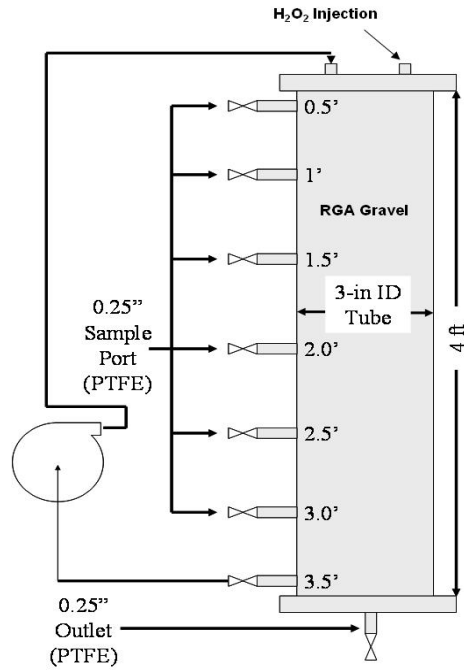 H₂O₂ Injection
0.5’
1’
RGA Gravel
1.5’
3-in ID
Tube
0.25”
Sample
Port
(PTFE)
2.0’
4 ft
2.5’
3.0’
3.5’
0.25”
Outlet
(PTFE)